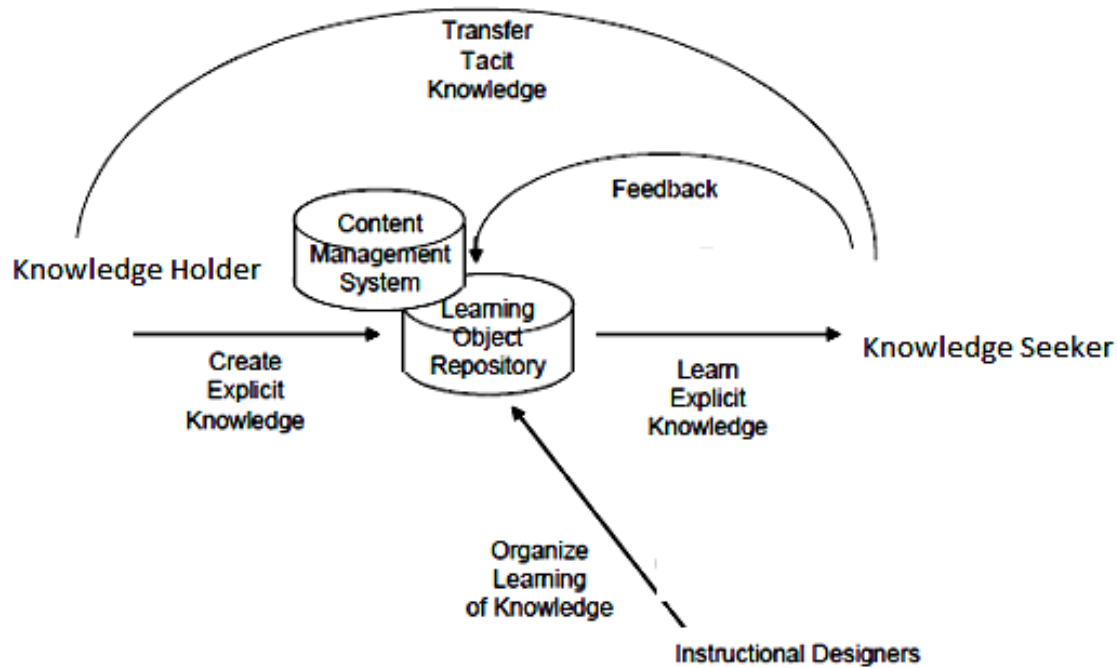 Transfer
Tacit
Knowledge
Feedback
Content
Management
System
Knowledge Holder
Learning
Object
Repository
Knowledge Seeker
Create
Explicit
Knowledge
Learn
Explicit
Knowledge
Organize
Learning
of Knowledge
Instructional Designers